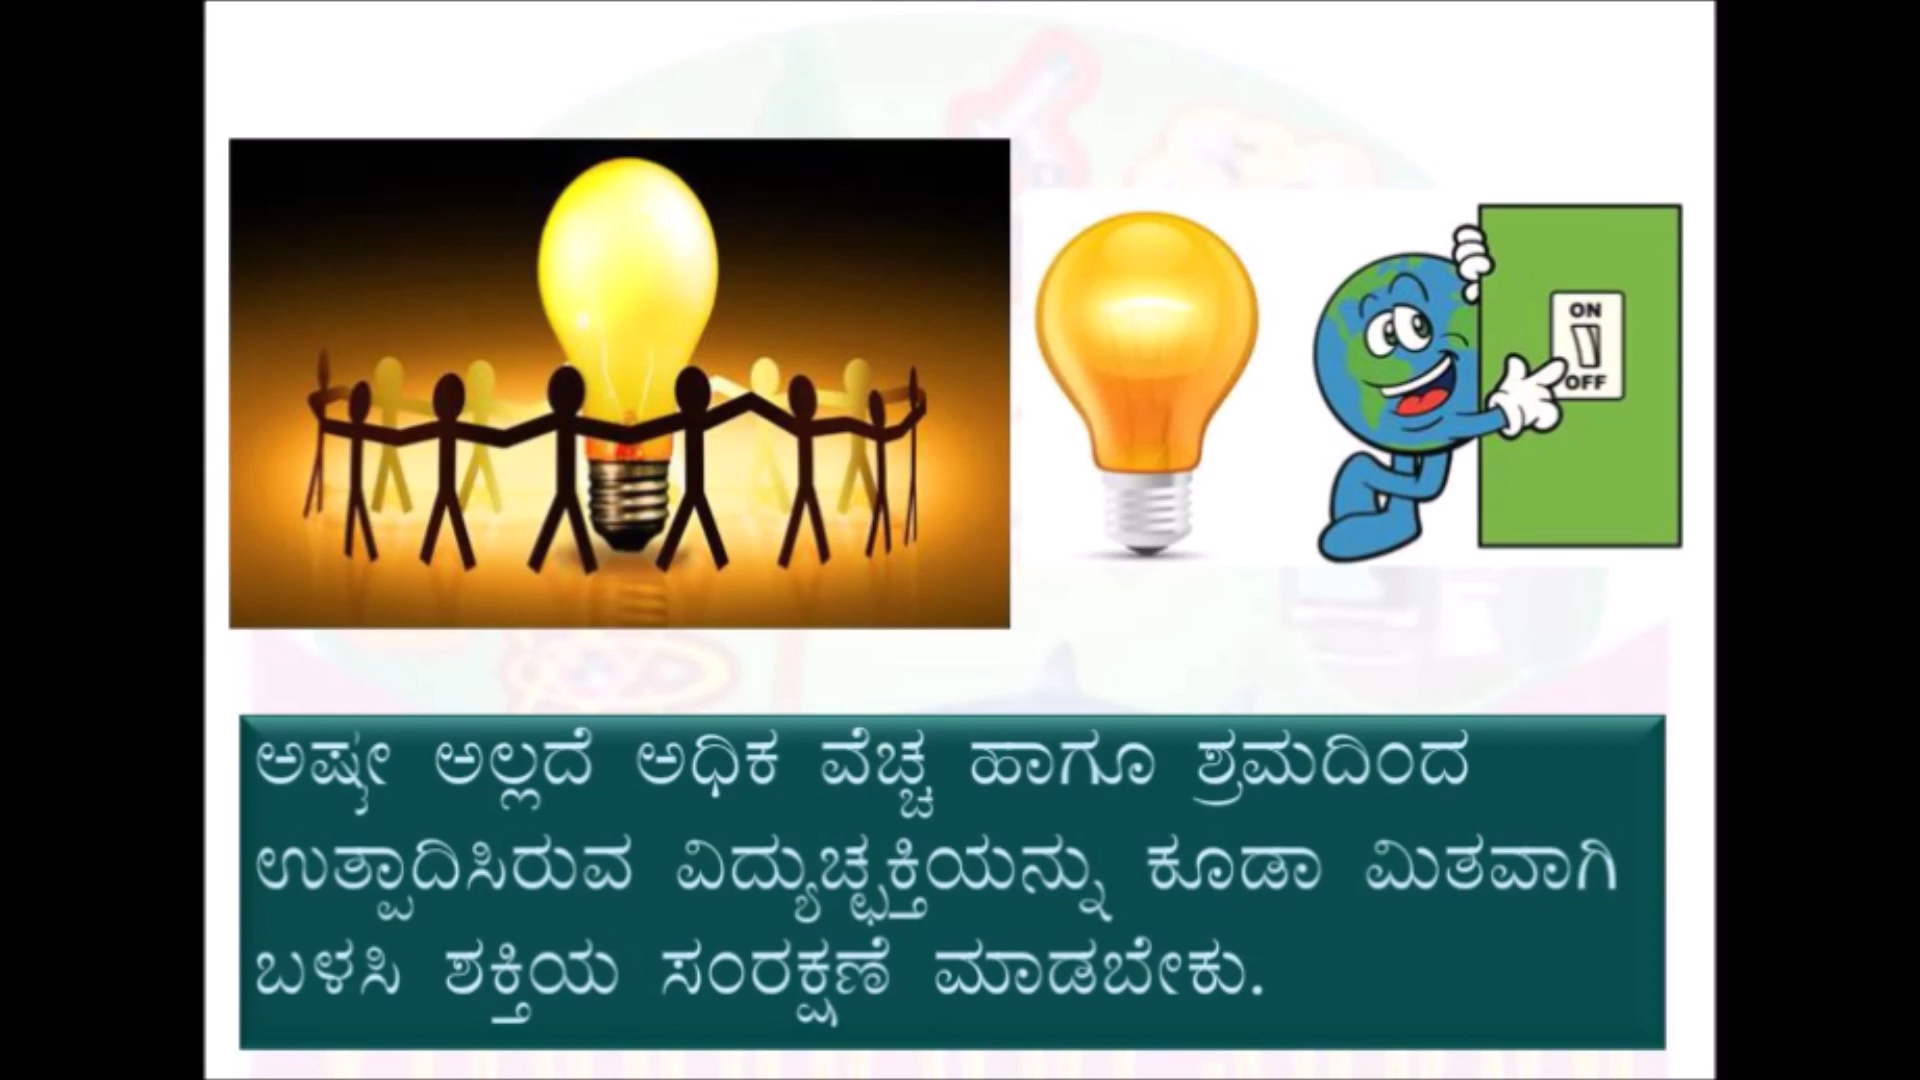 ON
OFF
ಅಷ್ಟೇ ಅಲ್ಲದೆ ಅಧಿಕ ವೆಚ್ಚ ಹಾಗೂ ಶ್ರಮದಿಂದ
ಉತ್ಪಾದಿಸಿರುವ ವಿದ್ಯುಚ್ಛಕ್ತಿಯನ್ನು ಕೂಡಾ ಮಿತವಾಗಿ
ಬಳಸಿ ಶಕ್ತಿಯ ಸಂರಕ್ಷಣೆ ಮಾಡಬೇಕು.